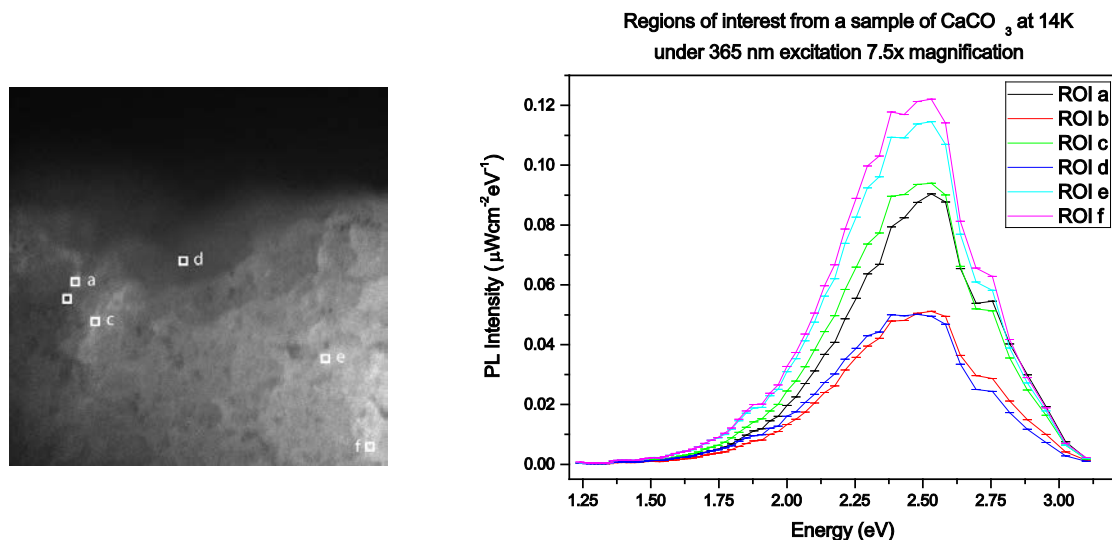 a
d
c
e
f
Regions of interest from a sample of CaCO 3 at 14K
under 365 nm excitation 7.5x magnification
PL Intensity ( μWcm⁻²eV⁻¹)
0.12
0.10
0.08
0.06
0.04
0.02
0.00
ROI a
ROI b
ROI c
ROI d
ROI e
ROI f
1.25 1.50 1.75 2.00 2.25 2.50 2.75 3.00
Energy (eV)